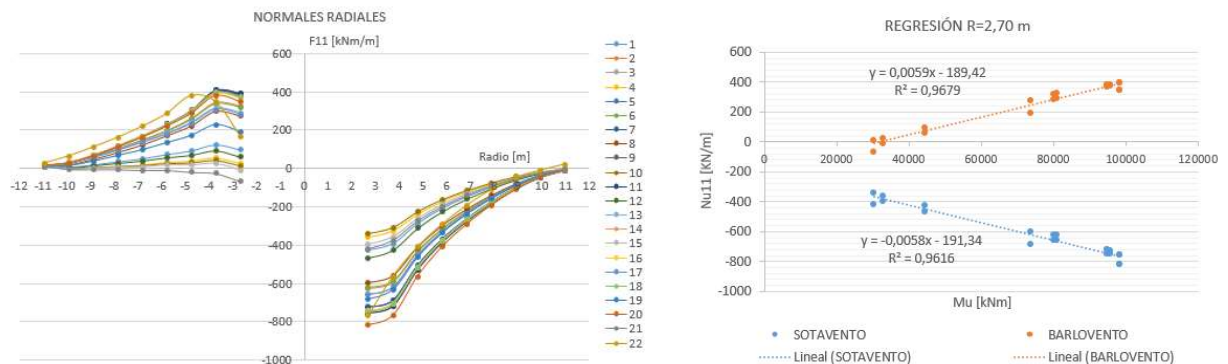 NORMALES RADIALES
F11 [kNm/m]
600
400
200
0
-200
-400
-600
-800
-1000
-12 -11 -10 -9 -8 -7 -6 -5 -4 -3 -2 -1 0 1 2 3 4 5 6 7 8 9 10 11 12
Radio [m]
1
2
3
4
5
6
7
8
9
10
11
12
13
14
15
16
17
18
19
20
21
22
REGRESIÓN R=2,70 m
Nu11 [KN/m]
600
400
200
0
-200
-400
-600
-800
-1000
0 20000 40000 60000 80000 100000 120000
y = 0,0059x - 189,42
R² = 0,9679
y = -0,0058x - 191,34
R² = 0,9616
Mu [kNm]
SOTAVENTO BARLOVENTO
Lineal (SOTAVENTO) Lineal (BARLOVENTO)